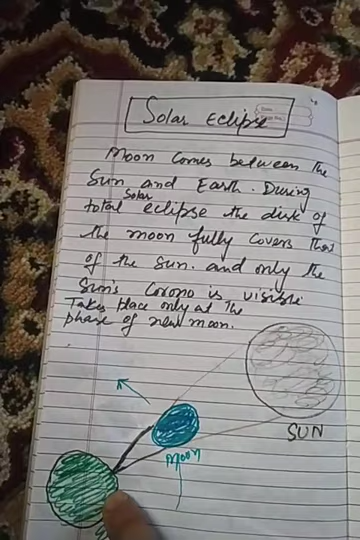 Solar Eclipse
Moon comes between the
Sun and Earth. During
total solar eclipse the disk of
the moon fully covers that
of the Sun. and only the
Sun's Corono is visible
Takes place only at the
phase of new moon.
SUN
Moon